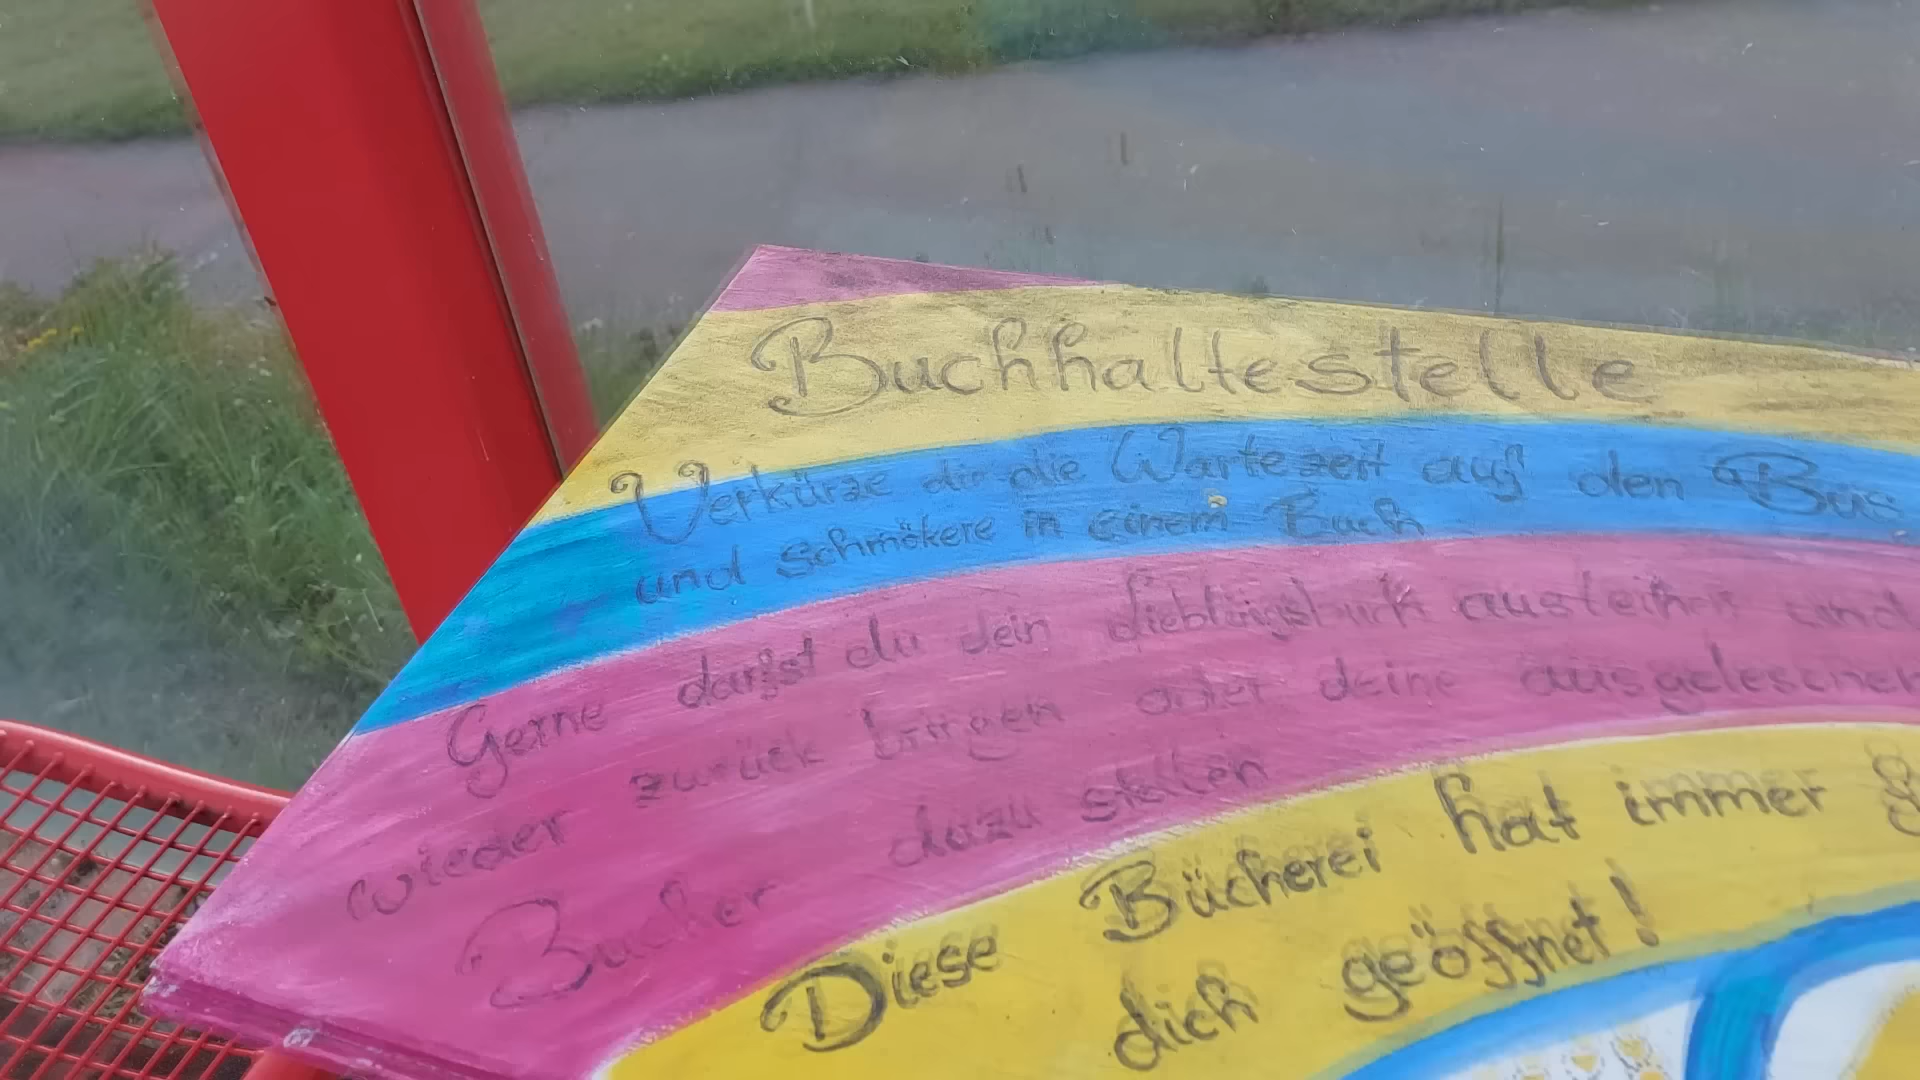 Buchhaltestelle
Verkürze dir die Wartezeit auf den Bus
und schmökere in einem Buch
Gerne darfst du dein Lieblingsbuch ausleihen und
wieder zurück bringen oder deine ausgelesenen
Bücher dazu stellen
Diese Bücherei hat immer
dich geöffnet!